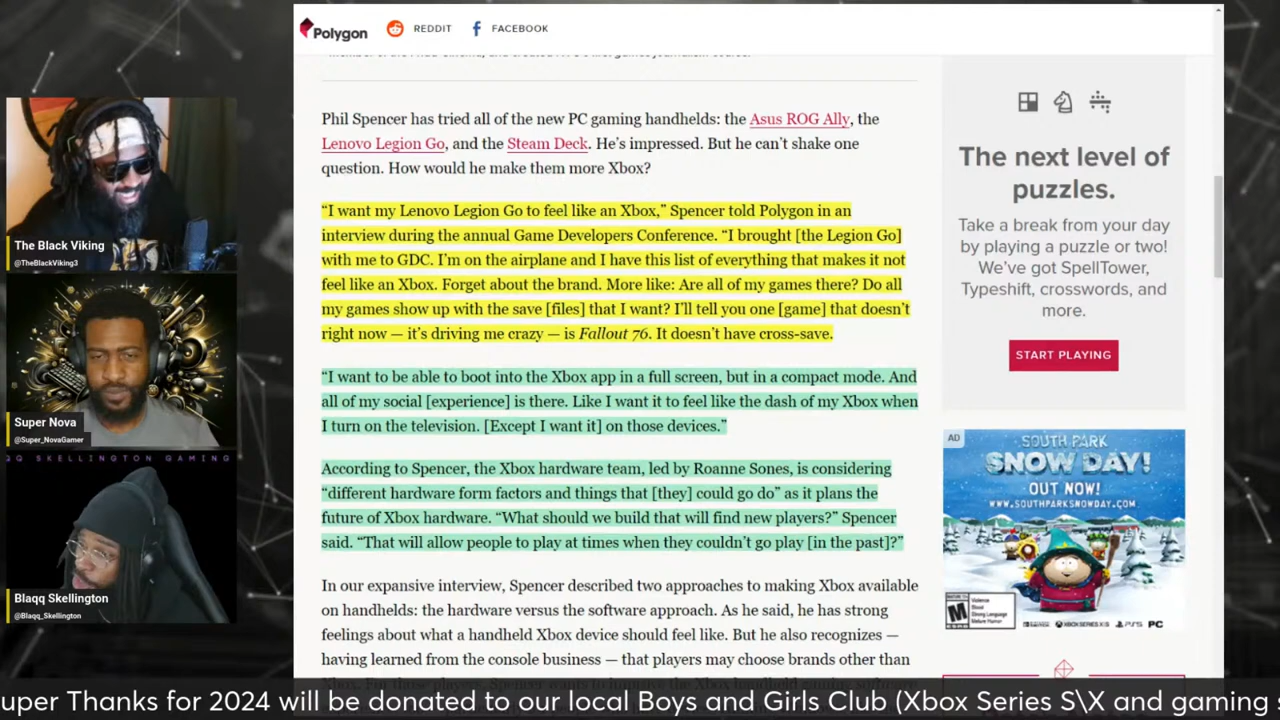 Polygon
REDDIT
FACEBOOK
Phil Spencer has tried all of the new PC gaming handhelds: the Asus ROG Ally, the
Lenovo Legion Go, and the Steam Deck. He’s impressed. But he can’t shake one
question. How would he make them more Xbox?
“I want my Lenovo Legion Go to feel like an Xbox,” Spencer told Polygon in an
interview during the annual Game Developers Conference. “I brought [the Legion Go]
with me to GDC. I’m on the airplane and I have this list of everything that makes it not
feel like an Xbox. Forget about the brand. More like: Are all of my games there? Do all
my games show up with the save [files] that I want? I’ll tell you one [game] that doesn’t
right now — it’s driving me crazy — is Fallout 76. It doesn’t have cross-save.
“I want to be able to boot into the Xbox app in a full screen, but in a compact mode. And
all of my social [experience] is there. Like I want it to feel like the dash of my Xbox when
I turn on the television. [Except I want it] on those devices.”
According to Spencer, the Xbox hardware team, led by Roanne Sones, is considering
“different hardware form factors and things that [they] could go do” as it plans the
future of Xbox hardware. “What should we build that will find new players?” Spencer
said. “That will allow people to play at times when they couldn’t go play [in the past]?”
In our expansive interview, Spencer described two approaches to making Xbox available
on handhelds: the hardware versus the software approach. As he said, he has strong
feelings about what a handheld Xbox device should feel like. But he also recognizes —
having learned from the console business — that players may choose brands other than
The next level of
puzzles.
Take a break from your day
by playing a puzzle or two!
We’ve got SpellTower,
Typeshift, crosswords, and
more.
START PLAYING
AD
SOUTH PARK
SNOW DAY!
OUT NOW!
WWW.SOUTHPARKSNOWDAY.COM
M
Violence
Blood
Strong Language
Mature Humor
SWITCH
XBOX SERIES X|S
PS5
PC
The Black Viking
@TheBlackViking3
Super Nova
@Super_NovaGamer
SKELLINGTON GAMING
Blaqq Skellington
@Blaqq_Skellington
uper Thanks for 2024 will be donated to our local Boys and Girls Club (Xbox Series S\X and gaming